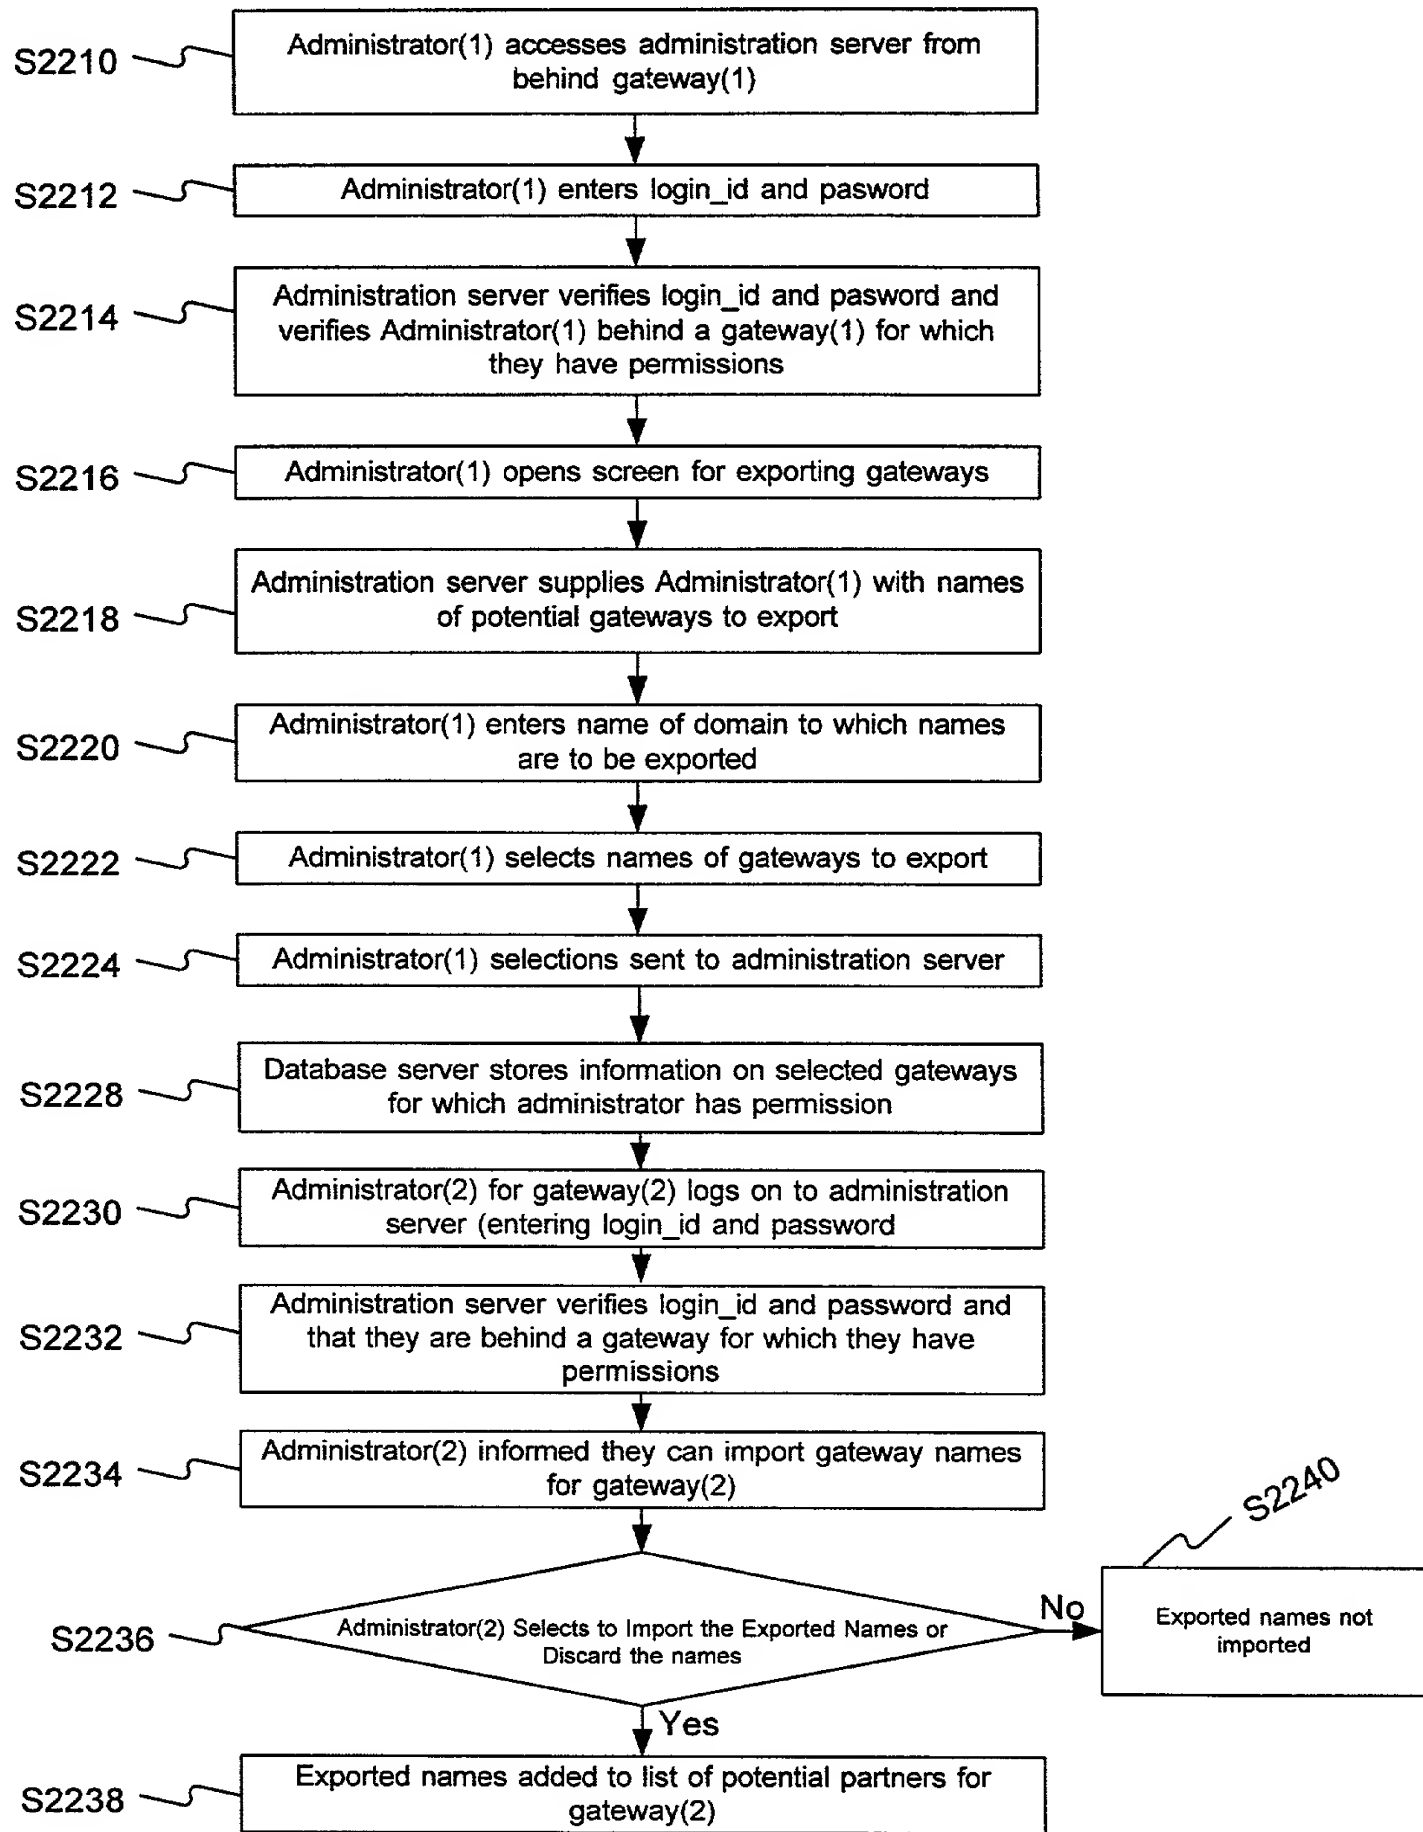 S2210
Administrator(1) accesses administration server from
behind gateway(1)
S2212
Administrator(1) enters login_id and pasword
S2214
Administration server verifies login_id and pasword and
verifies Administrator(1) behind a gateway(1) for which
they have permissions
S2216
Administrator(1) opens screen for exporting gateways
S2218
Administration server supplies Administrator(1) with names
of potential gateways to export
S2220
Administrator(1) enters name of domain to which names
are to be exported
S2222
Administrator(1) selects names of gateways to export
S2224
Administrator(1) selections sent to administration server
S2228
Database server stores information on selected gateways
for which administrator has permission
S2230
Administrator(2) for gateway(2) logs on to administration
server (entering login_id and password
S2232
Administration server verifies login_id and password and
that they are behind a gateway for which they have
permissions
S2234
Administrator(2) informed they can import gateway names
for gateway(2)
S2236
Administrator(2) Selects to Import the Exported Names or
Discard the names
No
S2240
Exported names not
imported
Yes
S2238
Exported names added to list of potential partners for
gateway(2)